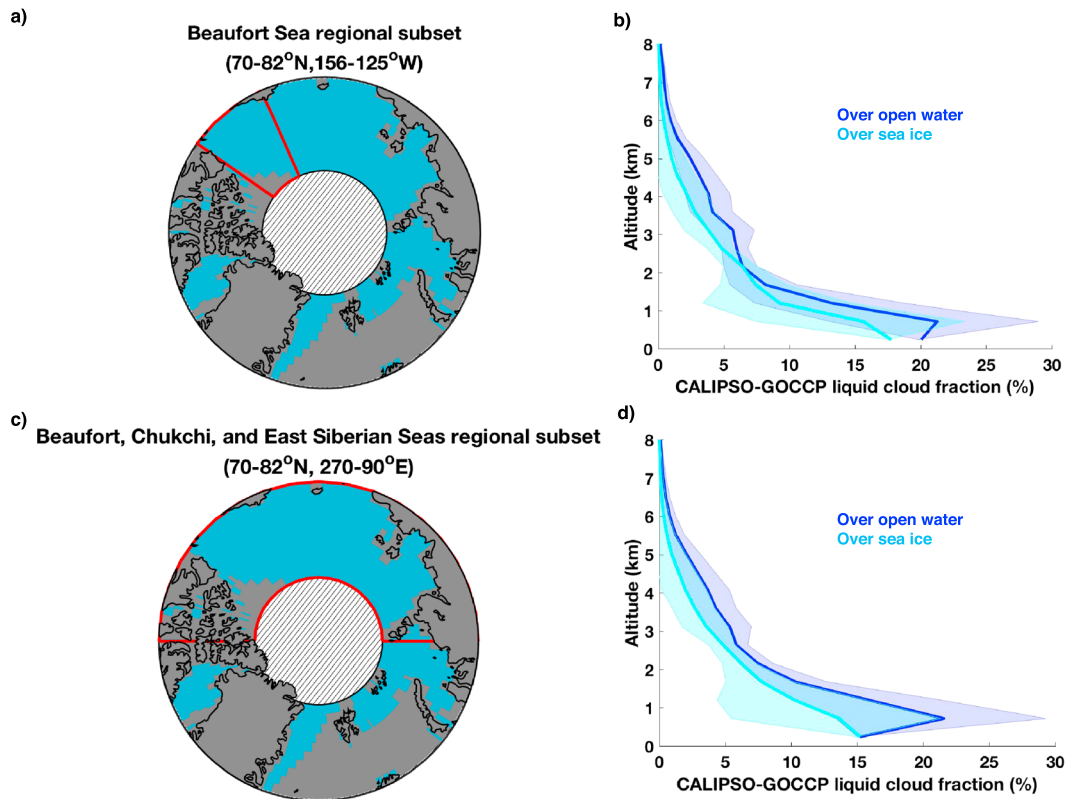 a)
Beaufort Sea regional subset
(70-82°N,156-125°W)
b)
8
7
6
5
4
3
2
1
0
Altitude (km)
Over open water
Over sea ice
0 5 10 15 20 25 30
CALIPSO-GOCCP liquid cloud fraction (%)
c)
Beaufort, Chukchi, and East Siberian Seas regional subset
(70-82°N, 270-90°E)
d)
8
7
6
5
4
3
2
1
0
Altitude (km)
Over open water
Over sea ice
0 5 10 15 20 25 30
CALIPSO-GOCCP liquid cloud fraction (%)